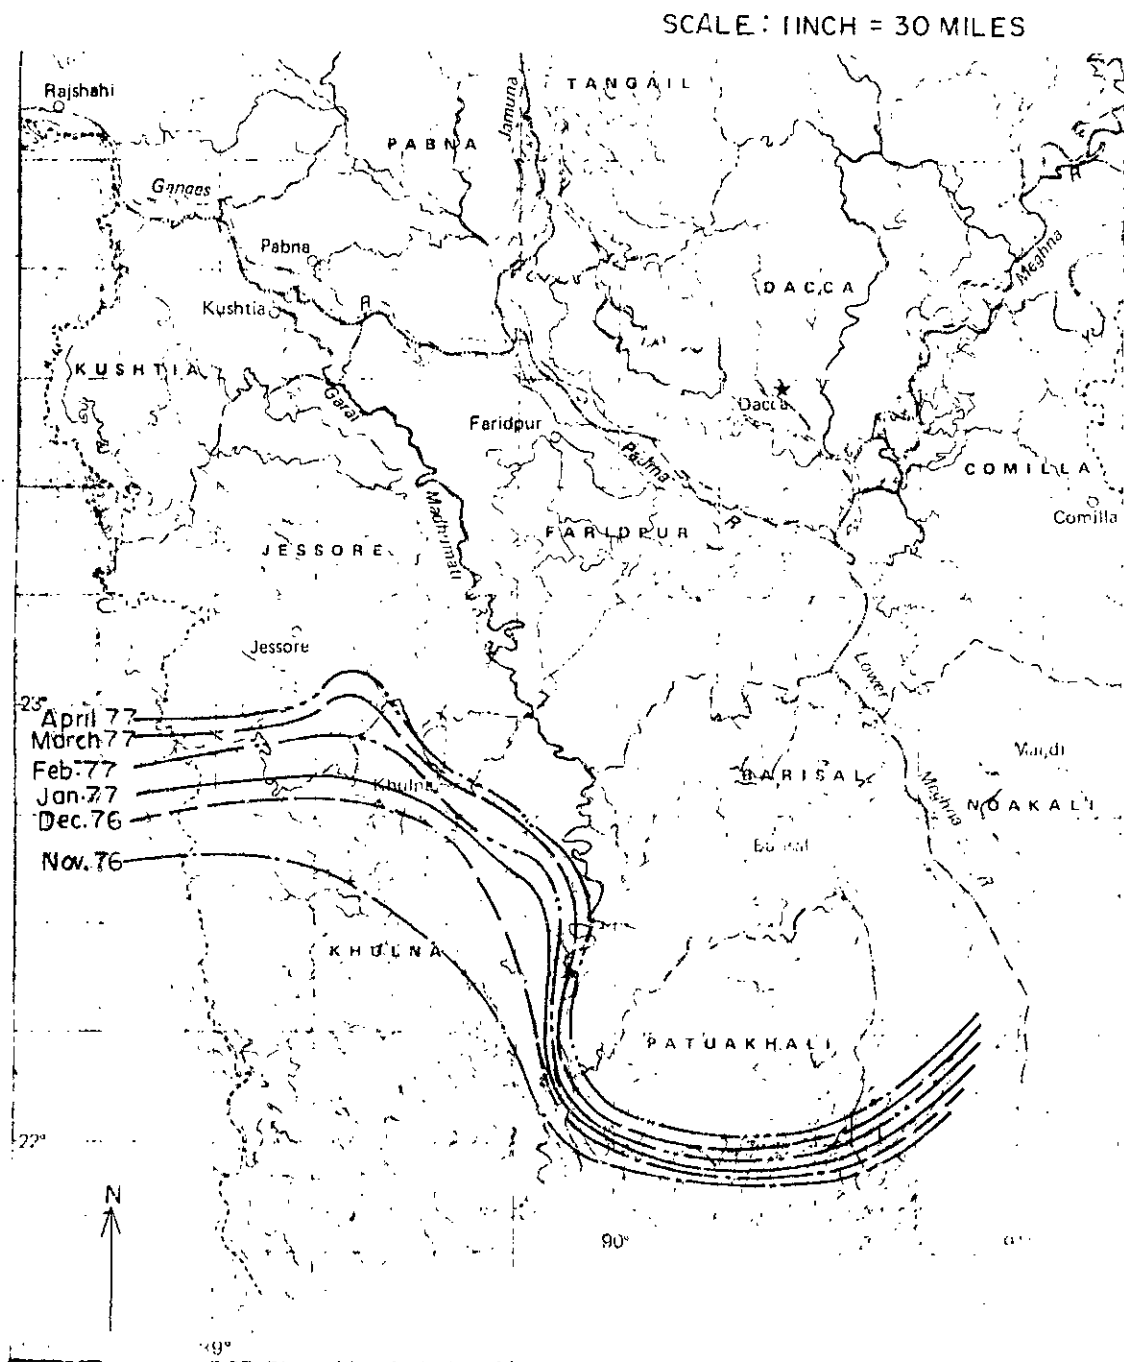 SCALE : 1 INCH = 30 MILES
Rajshahi
TANGAIL
Jamuna
PABNA
Ganges
Pabna
Meghna
R
DACCA
Kushtia
R
KUSHTIA
Garai
Faridpur
Dacca
Padma
R
COMILLA
Comilla
Madhumati
FARIDPUR
JESSORE
Jessore
Lower
Meghna
R
23°
April 77
March 77
Feb. 77
Jan. 77
Dec. 76
Nov. 76
Khulna
BARISAL
NOAKALI
KHULNA
PATUAKHALI
22°
N
90°